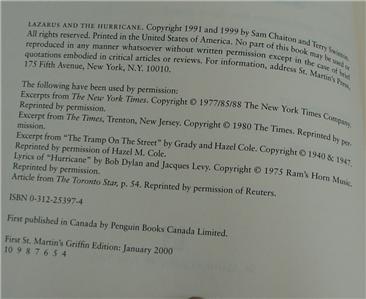 LAZARUS AND THE HURRICANE. Copyright 1991 and 1999 by Sam Chaiton and Terry Swinton.
All rights reserved. Printed in the United States of America. No part of this book may be used or
reproduced in any manner whatsoever without written permission except in the case of brief
quotations embodied in critical articles or reviews. For information, address St. Martin's Press,
175 Fifth Avenue, New York, N.Y. 10010.
The following have been used by permission:
Excerpts from The New York Times. Copyright © 1977/85/88 The New York Times Company.
Reprinted by permission.
Excerpt from The Times, Trenton, New Jersey. Copyright © 1980 The Times. Reprinted by per-
mission.
Excerpt from "The Tramp On The Street" by Grady and Hazel Cole. Copyright © 1940 & 1947.
Reprinted by permission of Hazel M. Cole.
Lyrics of "Hurricane" by Bob Dylan and Jacques Levy. Copyright © 1975 Ram's Horn Music.
Reprinted by permission.
Article from The Toronto Star, p. 54. Reprinted by permission of Reuters.
ISBN 0-312-25397-4
First published in Canada by Penguin Books Canada Limited.
First St. Martin's Griffin Edition: January 2000
10 9 8 7 6 5 4